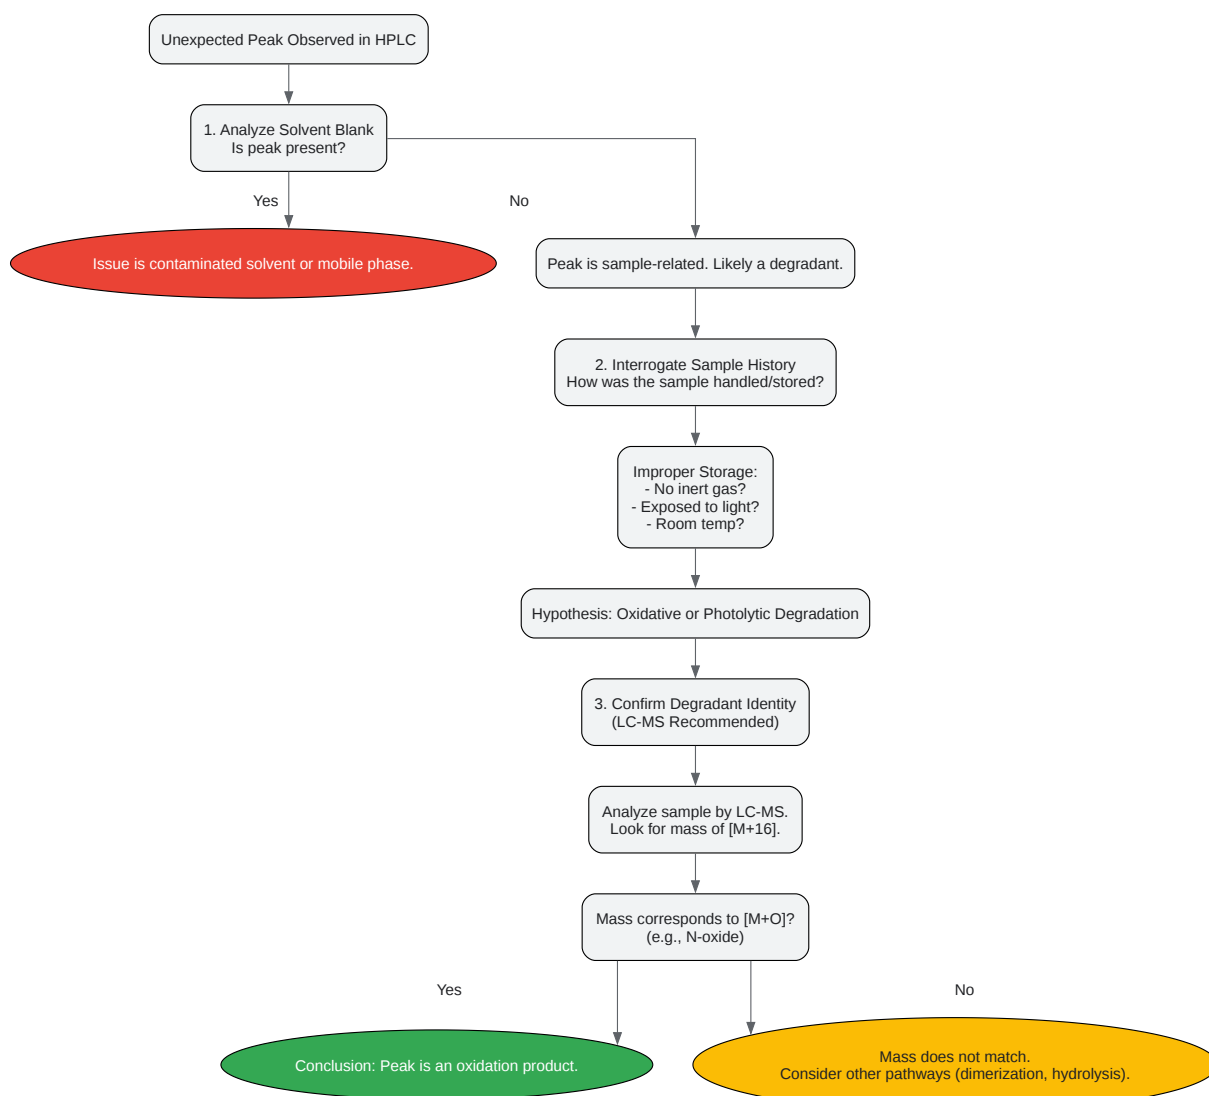 Unexpected Peak Observed in HPLC
1. Analyze Solvent Blank
Is peak present?
Yes
No
Issue is contaminated solvent or mobile phase.
Peak is sample-related. Likely a degradant.
2. Interrogate Sample History
How was the sample handled/stored?
Improper Storage:
- No inert gas?
- Exposed to light?
- Room temp?
Hypothesis: Oxidative or Photolytic Degradation
3. Confirm Degradant Identity
(LC-MS Recommended)
Analyze sample by LC-MS.
Look for mass of [M+16].
Mass corresponds to [M+O]?
(e.g., N-oxide)
Yes
No
Conclusion: Peak is an oxidation product.
Mass does not match.
Consider other pathways (dimerization, hydrolysis).